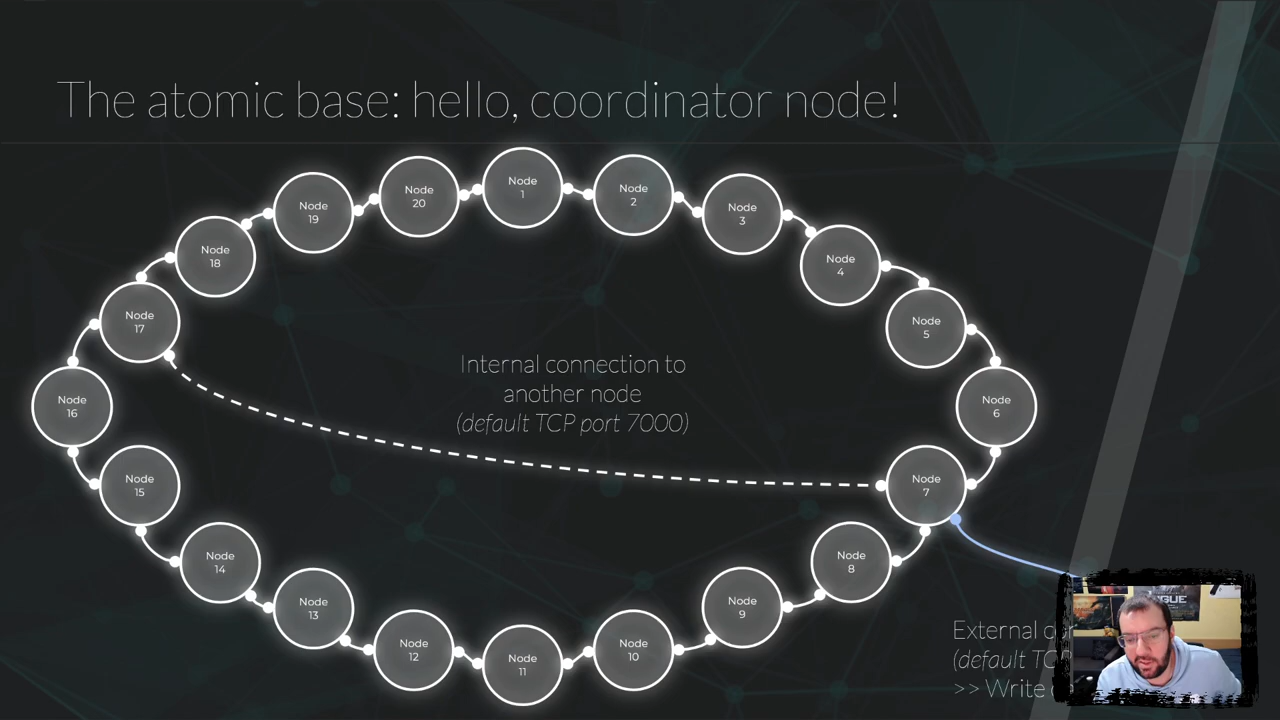 The atomic base: hello, coordinator node!
Node
1
Node
2
Node
3
Node
4
Node
5
Node
6
Node
7
Node
8
Node
9
Node
10
Node
11
Node
12
Node
13
Node
14
Node
15
Node
16
Node
17
Node
18
Node
19
Node
20
Internal connection to
another node
(default TCP port 7000)
External
(default
>> Write